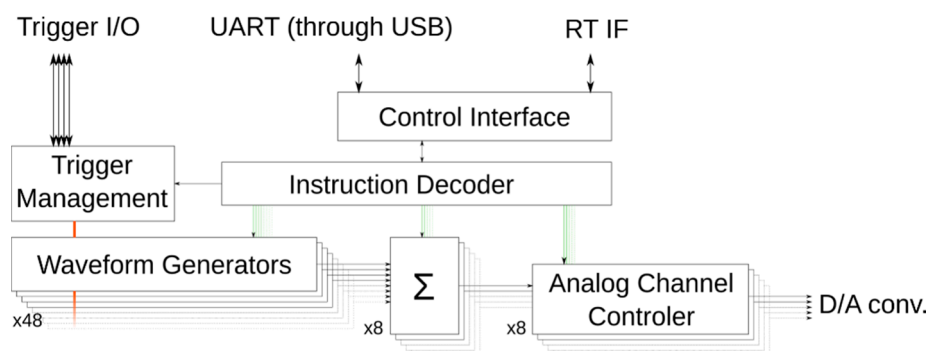 Trigger I/O
UART (through USB)
RT IF
Control Interface
Trigger
Management
Instruction Decoder
Waveform Generators
x48
Σ
x8
Analog Channel
Controler
x8
D/A conv.